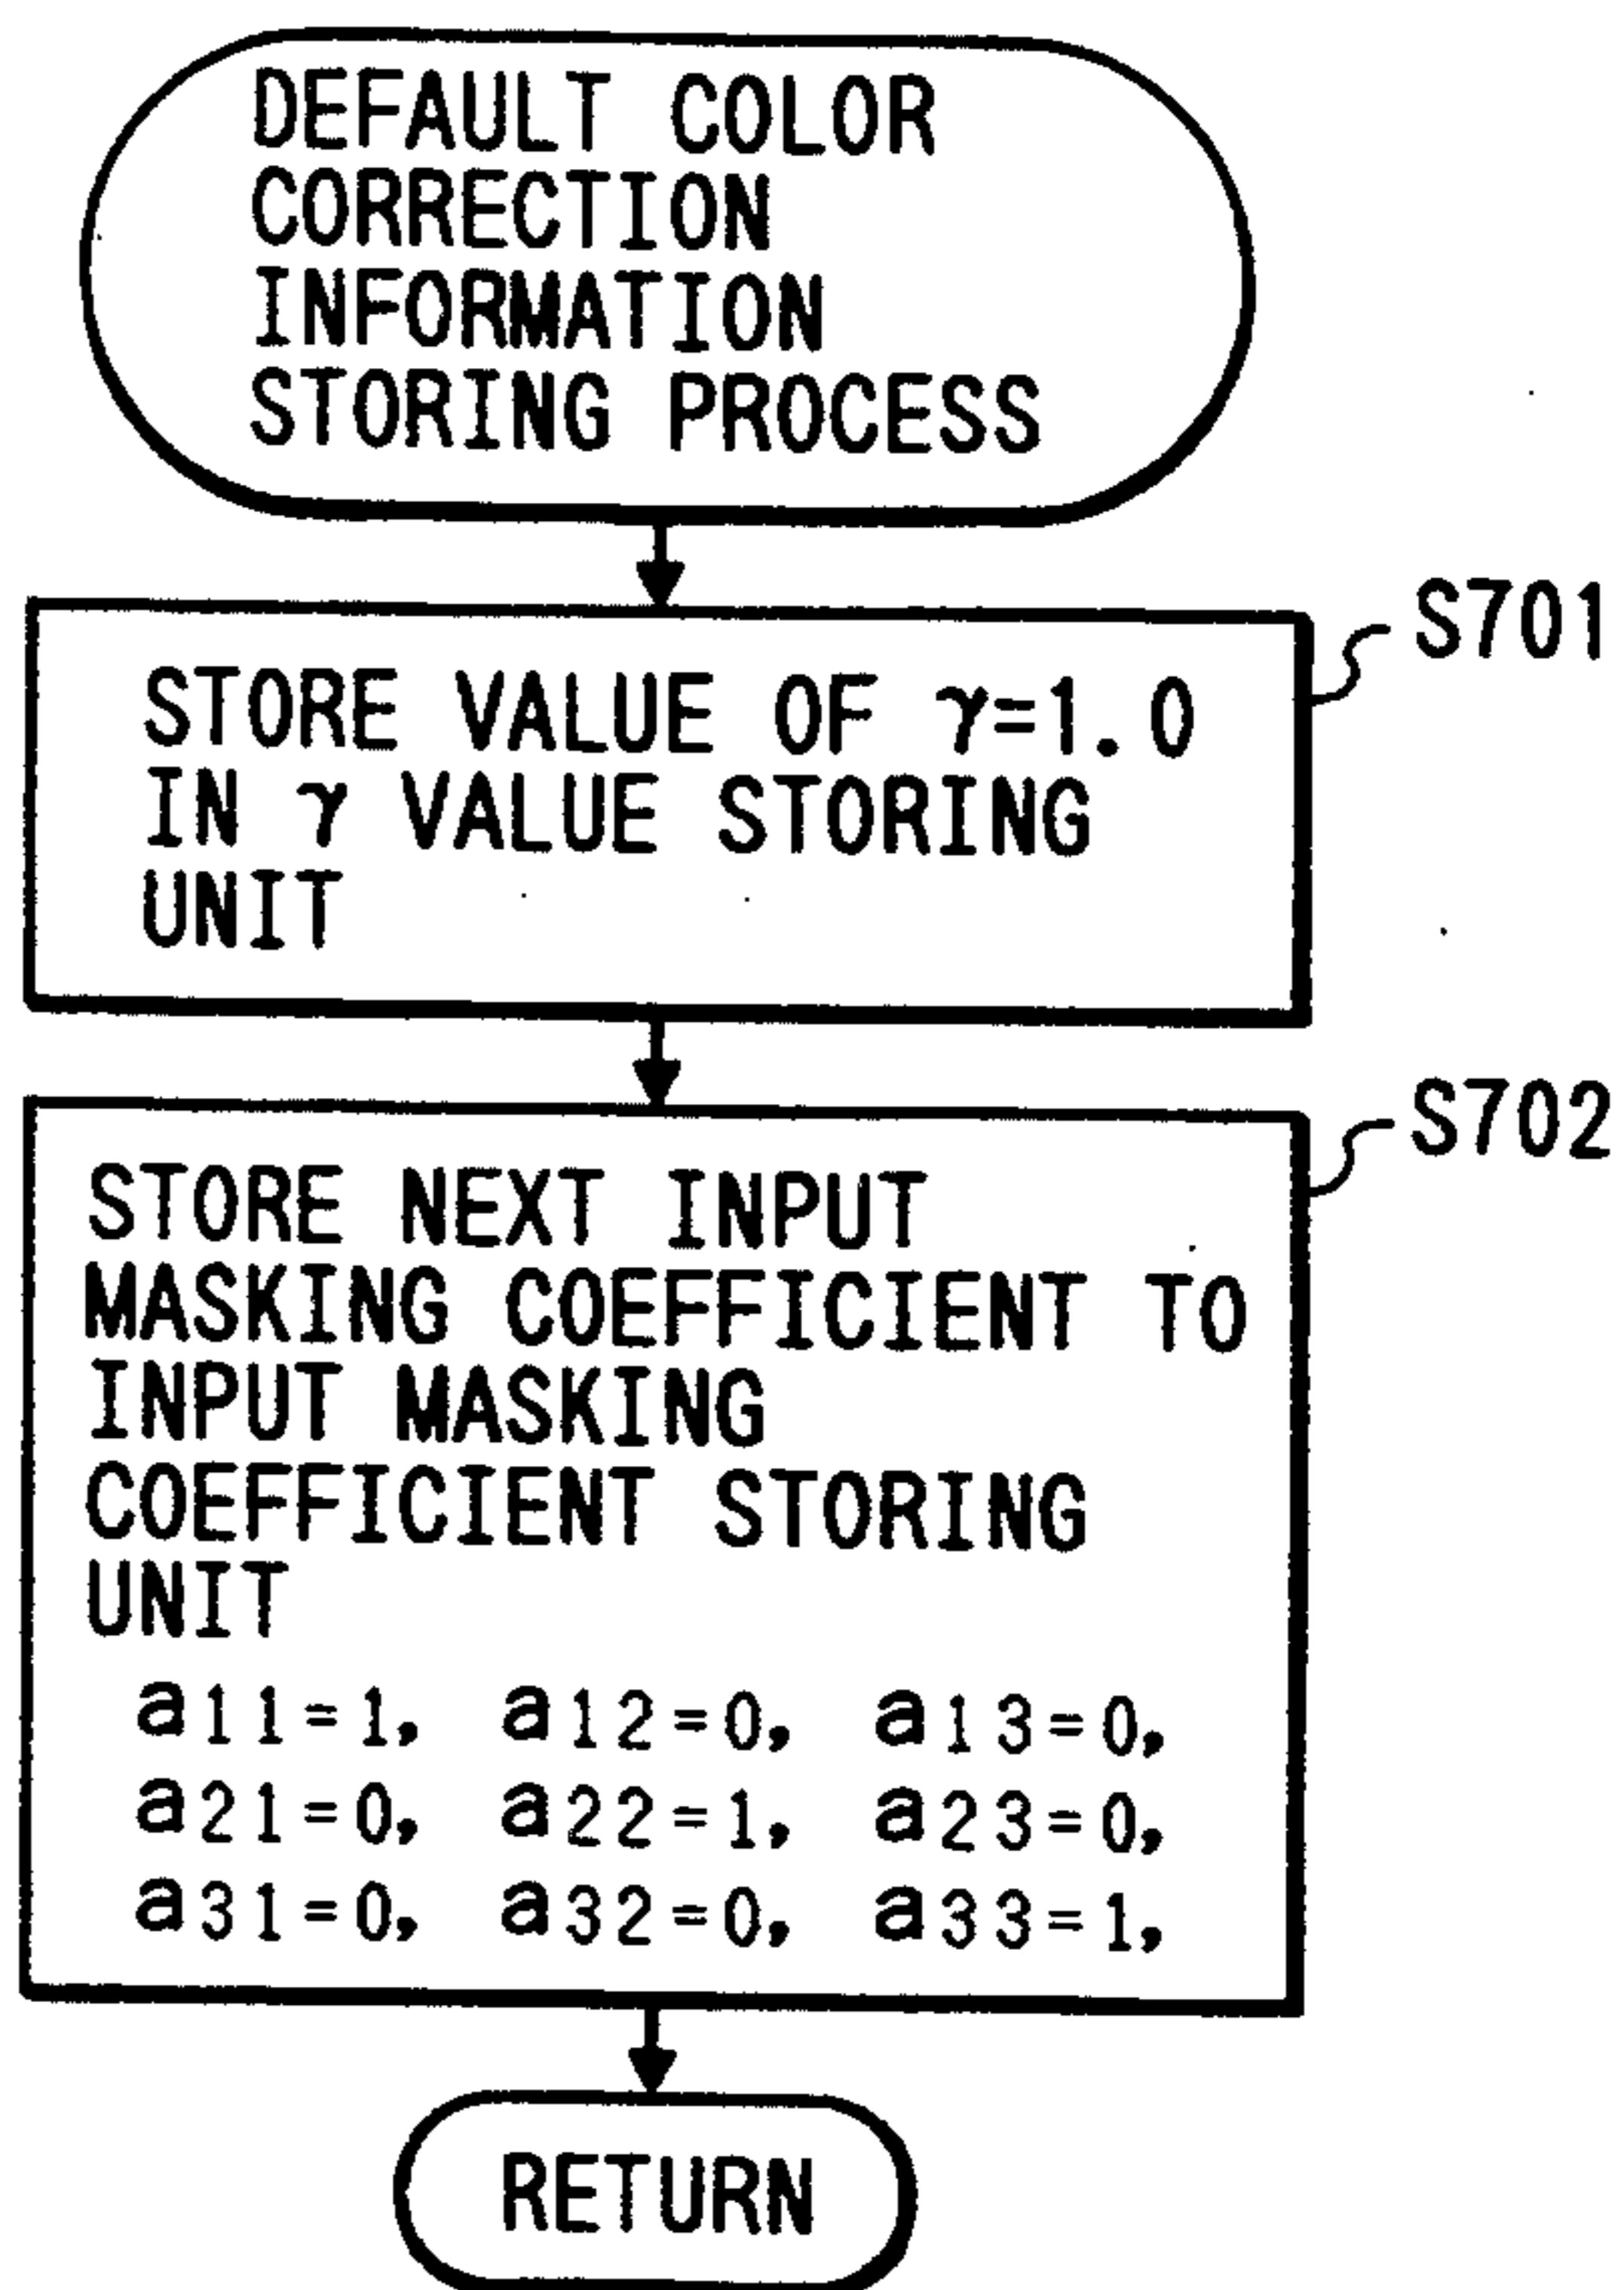 DEFAULT COLOR
CORRECTION
INFORMATION
STORING PROCESS
S701
STORE VALUE OF γ=1.0
IN γ VALUE STORING
UNIT
S702
STORE NEXT INPUT
MASKING COEFFICIENT TO
INPUT MASKING
COEFFICIENT STORING
UNIT
a11=1, a12=0, a13=0,
a21=0, a22=1, a23=0,
a31=0, a32=0, a33=1,
RETURN